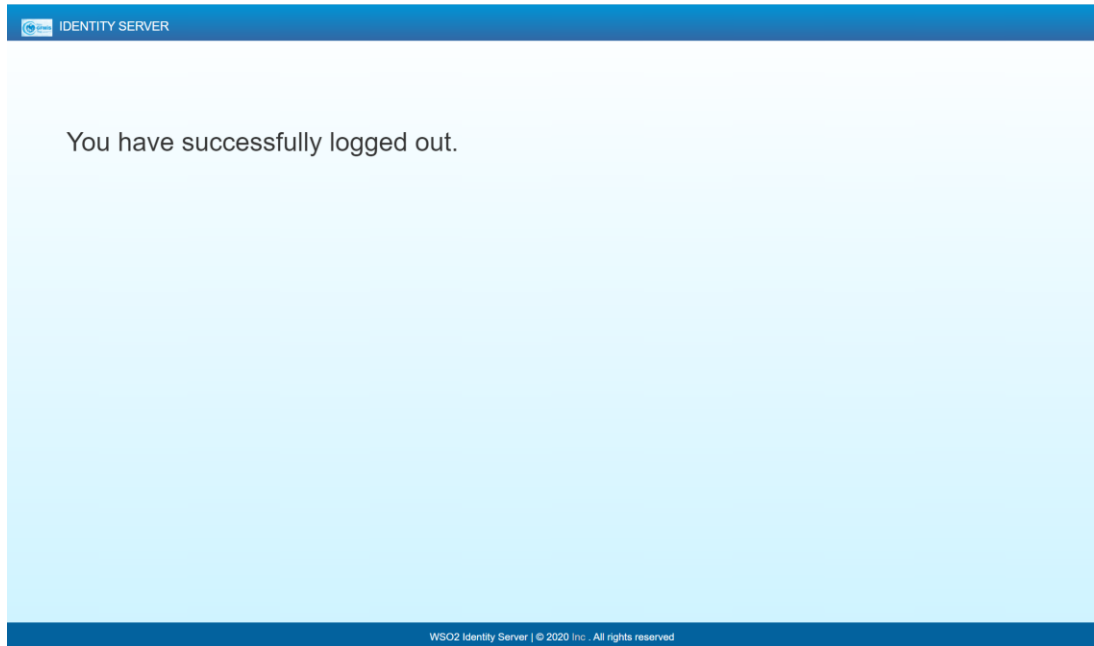 IDENTITY SERVER
You have successfully logged out.
WSO2 Identity Server | © 2020 Inc . All rights reserved